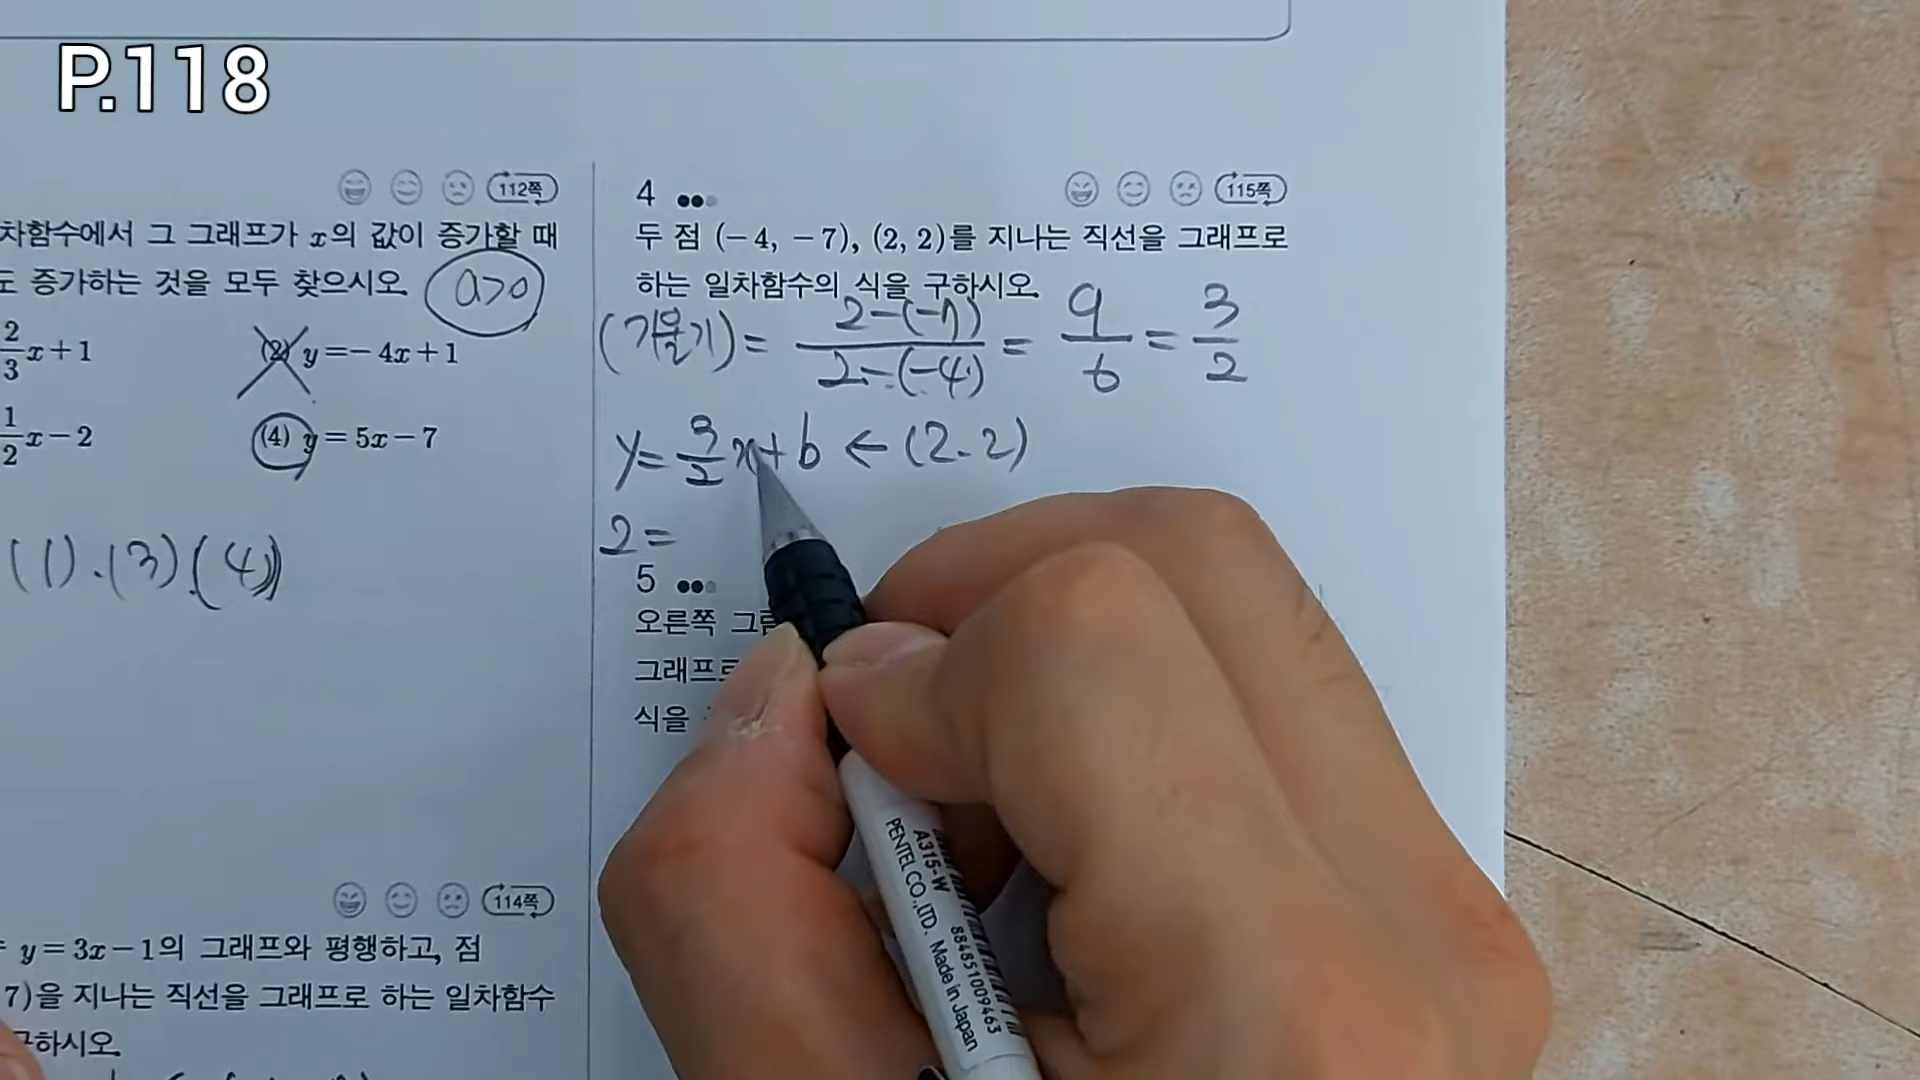 P.118
112쪽
차함수에서 그 그래프가 x의 값이 증가할 때
도 증가하는 것을 모두 찾으시오.
a>0
2/3x+1
(2) y=-4x+1
1/2x-2
(4) y=5x-7
(1).(3).(4)
114쪽
y=3x-1의 그래프와 평행하고, 점
7)을 지나는 직선을 그래프로 하는 일차함수
구하시오.
4
115쪽
두 점 (-4, -7), (2, 2)를 지나는 직선을 그래프로
하는 일차함수의 식을 구하시오.
(기울기)= 2-(-7)/2-(-4) = 9/6 = 3/2
y=3/2x+b ← (2.2)
2=
5
오른쪽 그림
그래프로
식을
PENTEL CO.,LTD. Made in Japan
A315-W 884851009463